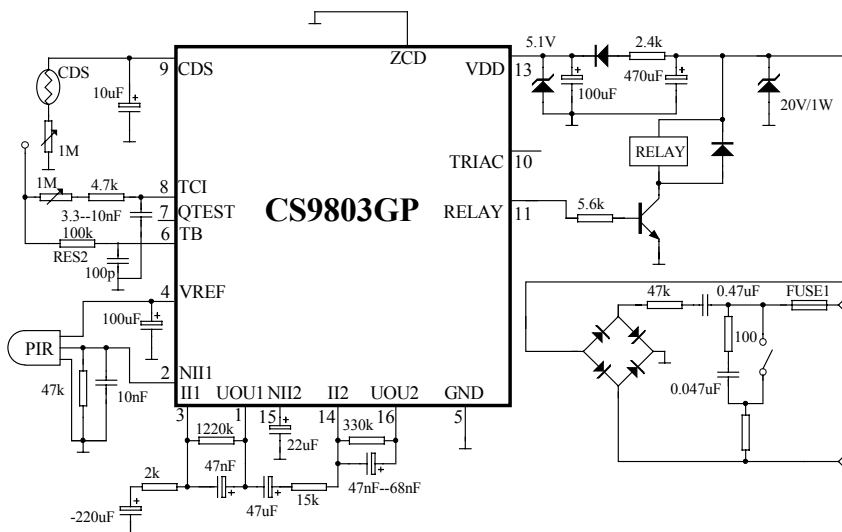 ZCD
5.1V
2.4k
CDS
9
CDS
VDD
13
10uF
100uF
470uF
20V/1W
1M
RELAY
TRIAC
10
1M
4.7k
8
TCI
3.3--10nF
7
QTEST
CS9803GP
RELAY
11
5.6k
100k
6
TB
RES2
100p
4
VREF
47k
0.47uF
FUSE1
100uF
100
PIR
2
NII1
47k
10nF
II1
UOU1
NII2
II2
UOU2
GND
0.047uF
3
1
15
14
16
5
1220k
22uF
330k
2k
47nF
47nF--68nF
-220uF
47uF
15k